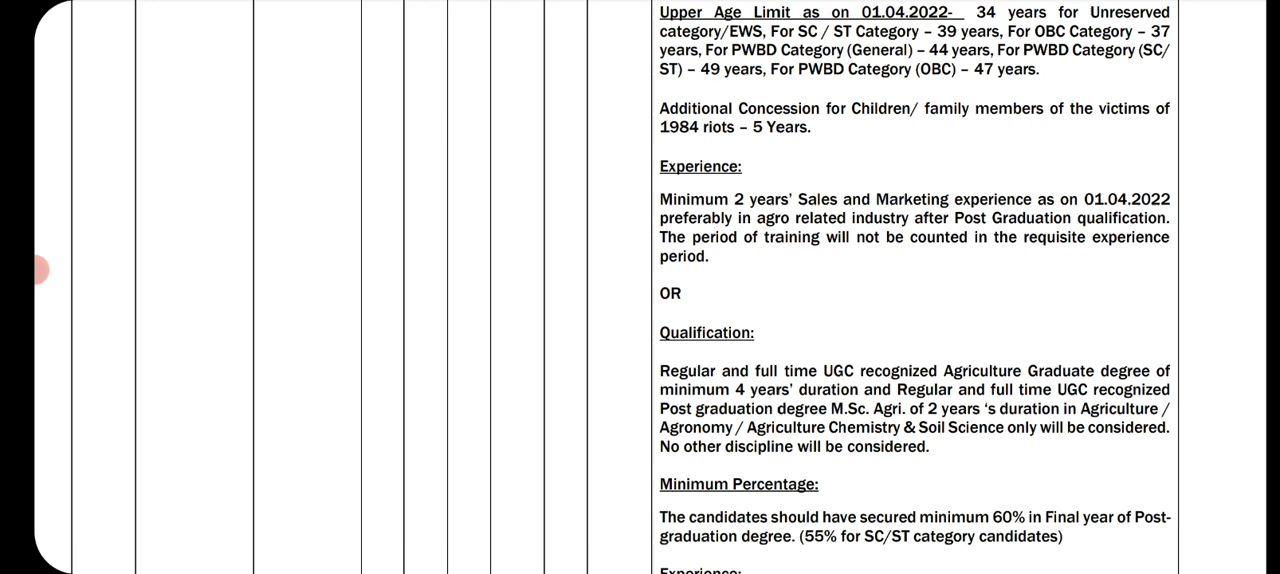 Upper Age Limit as on 01.04.2022- 34 years for Unreserved
category/EWS, For SC / ST Category – 39 years, For OBC Category – 37
years, For PWBD Category (General) – 44 years, For PWBD Category (SC/
ST) – 49 years, For PWBD Category (OBC) – 47 years.
Additional Concession for Children/ family members of the victims of
1984 riots – 5 Years.
Experience:
Minimum 2 years’ Sales and Marketing experience as on 01.04.2022
preferably in agro related industry after Post Graduation qualification.
The period of training will not be counted in the requisite experience
period.
OR
Qualification:
Regular and full time UGC recognized Agriculture Graduate degree of
minimum 4 years’ duration and Regular and full time UGC recognized
Post graduation degree M.Sc. Agri. of 2 years ‘s duration in Agriculture /
Agronomy / Agriculture Chemistry & Soil Science only will be considered.
No other discipline will be considered.
Minimum Percentage:
The candidates should have secured minimum 60% in Final year of Post-
graduation degree. (55% for SC/ST category candidates)
Experience: